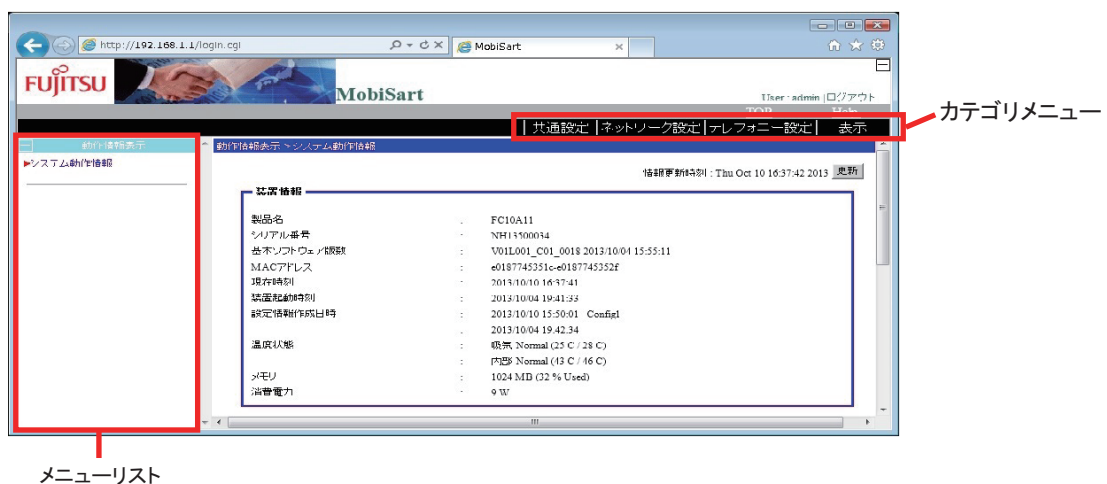 http://192.168.1.1/login.cgi
MobiSart
FUJITSU
MobiSart
User : admin |ログアウト
TOP Help
共通設定 ネットワーク設定 テレフォニー設定 表示
カテゴリメニュー
動作情報表示
動作情報表示 > システム動作情報
システム動作情報
情報更新時刻 : Thu Oct 10 16:37:42 2013 更新
装置情報
製品名 : FC10A11
シリアル番号 : NH13500034
基本ソフトウェア版数 : V01L001_C01_0018 2013/10/04 15:55:11
MACアドレス : e0187745351c-e0187745352f
現在時刻 : 2013/10/10 16:37:41
装置起動時刻 : 2013/10/04 19:41:33
設定情報作成日時 : 2013/10/10 15:50:01 Config1
: 2013/10/04 19:42:34
温度状態 : 吸気 Normal (25 C / 28 C)
: 内部 Normal (43 C / 46 C)
メモリ : 1024 MB (32 % Used)
消費電力 : 9 W
メニューリスト